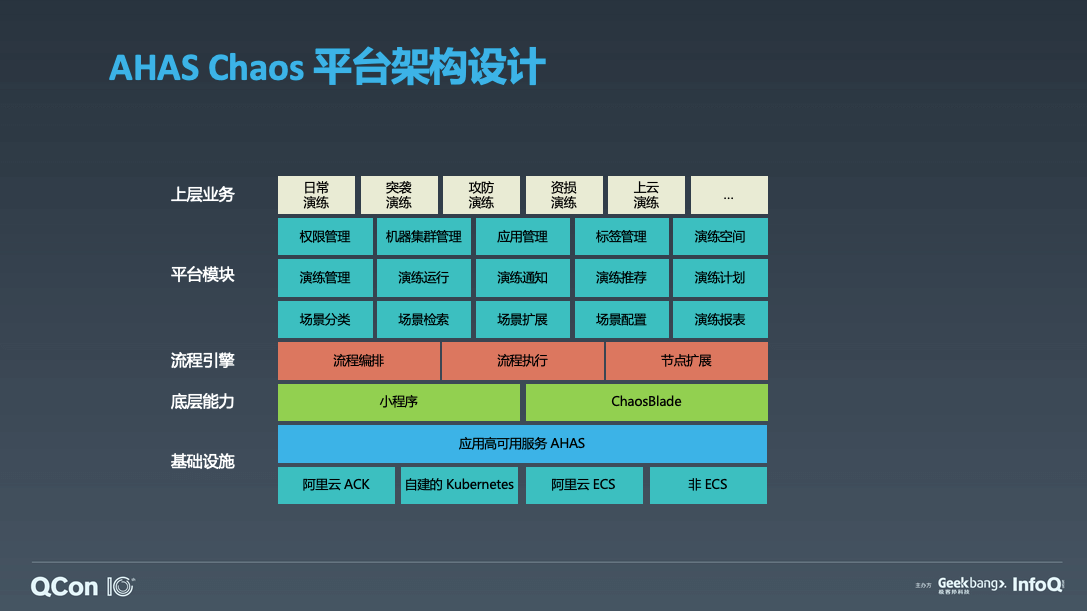 AHAS Chaos 平台架构设计
上层业务
日常
演练
突袭
演练
攻防
演练
资损
演练
上云
演练
...
平台模块
权限管理
机器集群管理
应用管理
标签管理
演练空间
演练管理
演练运行
演练通知
演练推荐
演练计划
场景分类
场景检索
场景扩展
场景配置
演练报表
流程引擎
流程编排
流程执行
节点扩展
底层能力
小程序
ChaosBlade
基础设施
应用高可用服务 AHAS
阿里云 ACK
自建的 Kubernetes
阿里云 ECS
非 ECS
QCon 10
主办方
Geekbang>.
极客邦科技
InfoQ